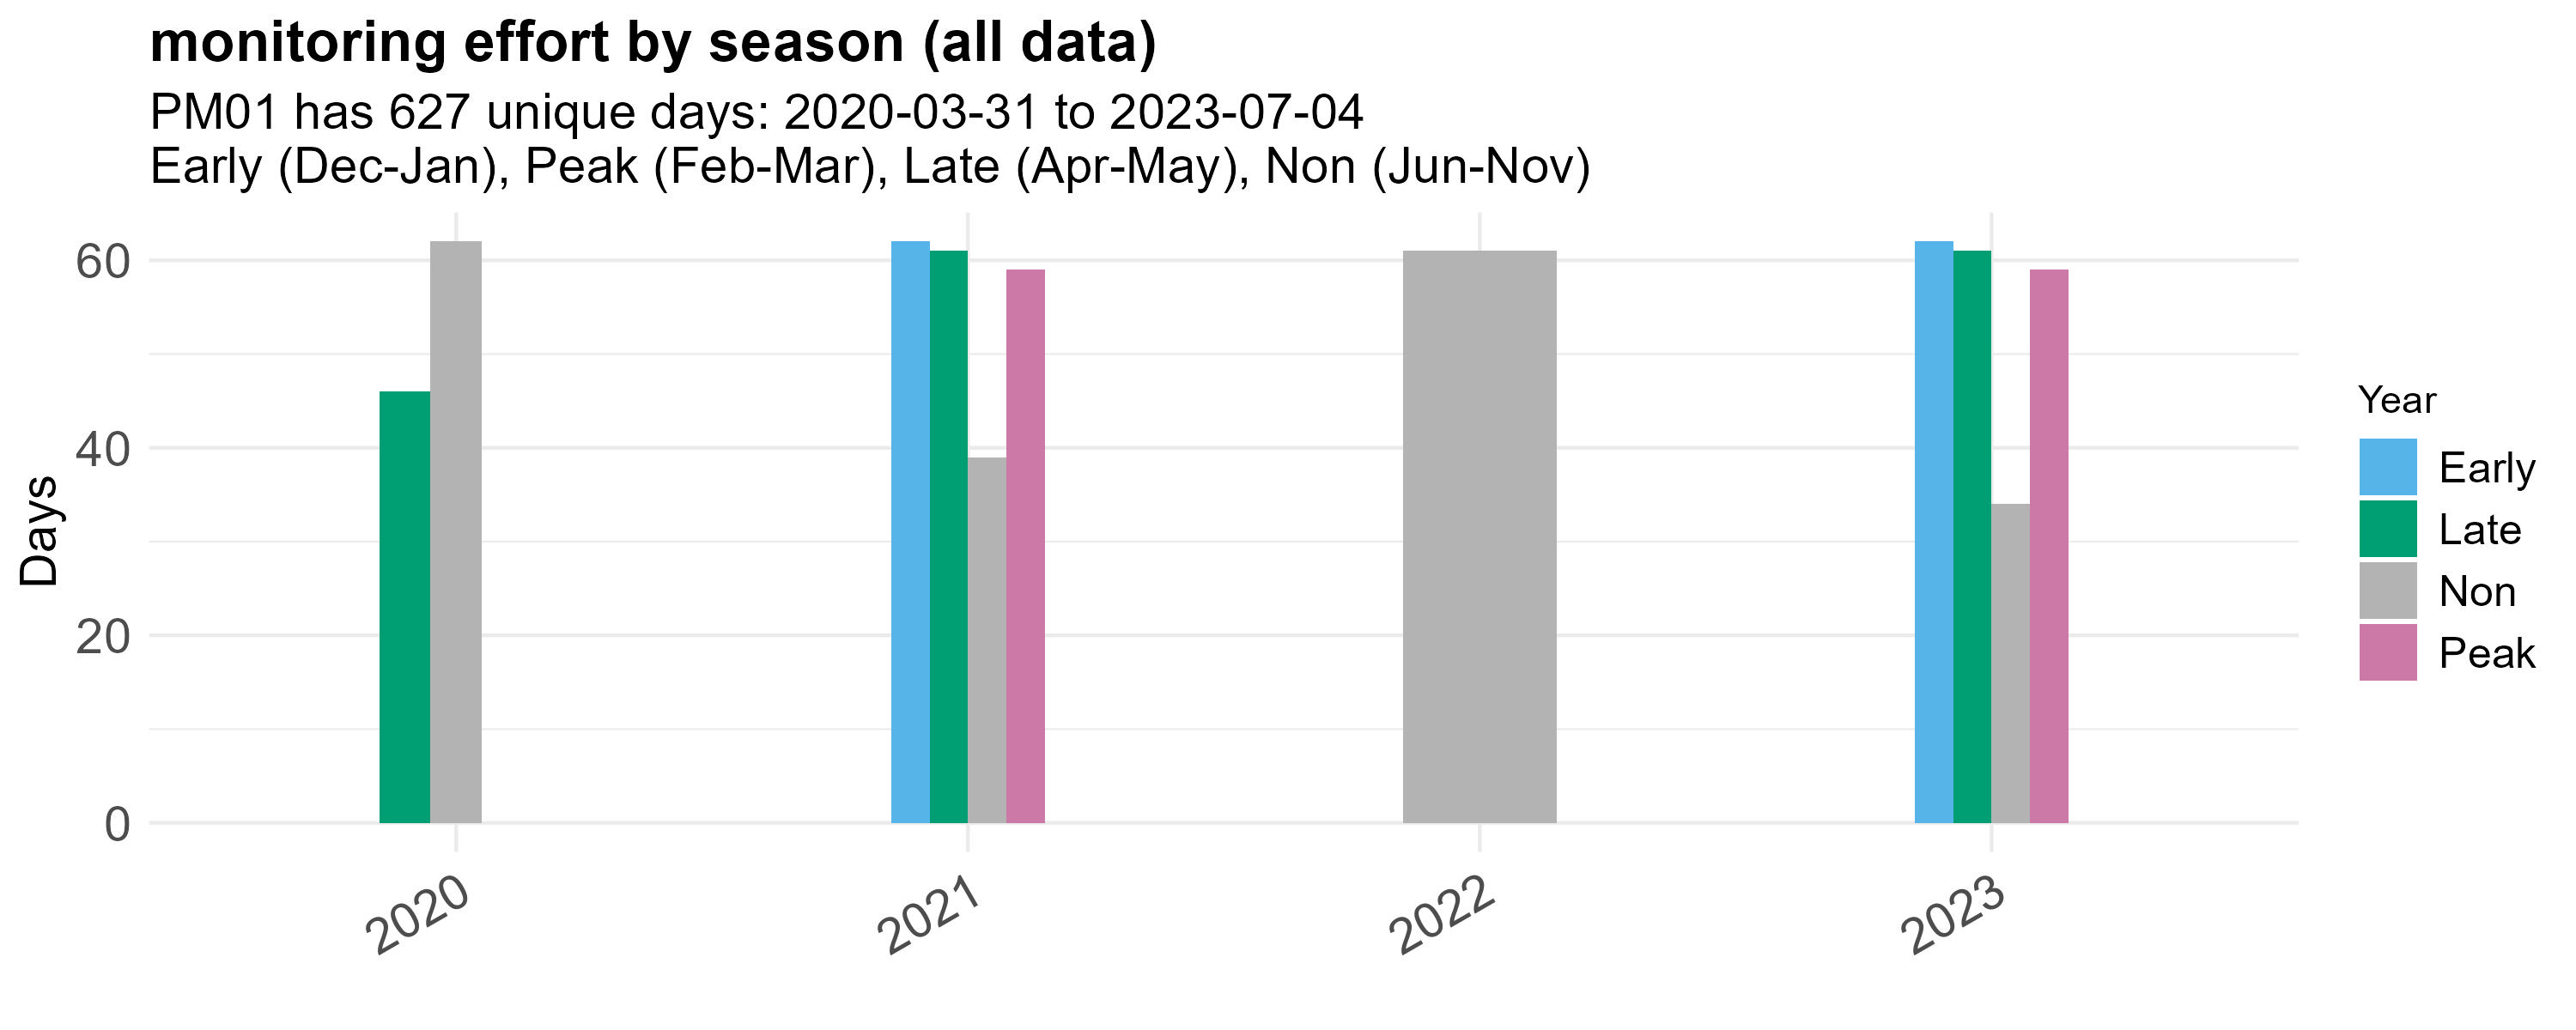 monitoring effort by season (all data)
PM01 has 627 unique days: 2020-03-31 to 2023-07-04
Early (Dec-Jan), Peak (Feb-Mar), Late (Apr-May), Non (Jun-Nov)
60
40
20
0
Days
2020
2021
2022
2023
Year
Early
Late
Non
Peak